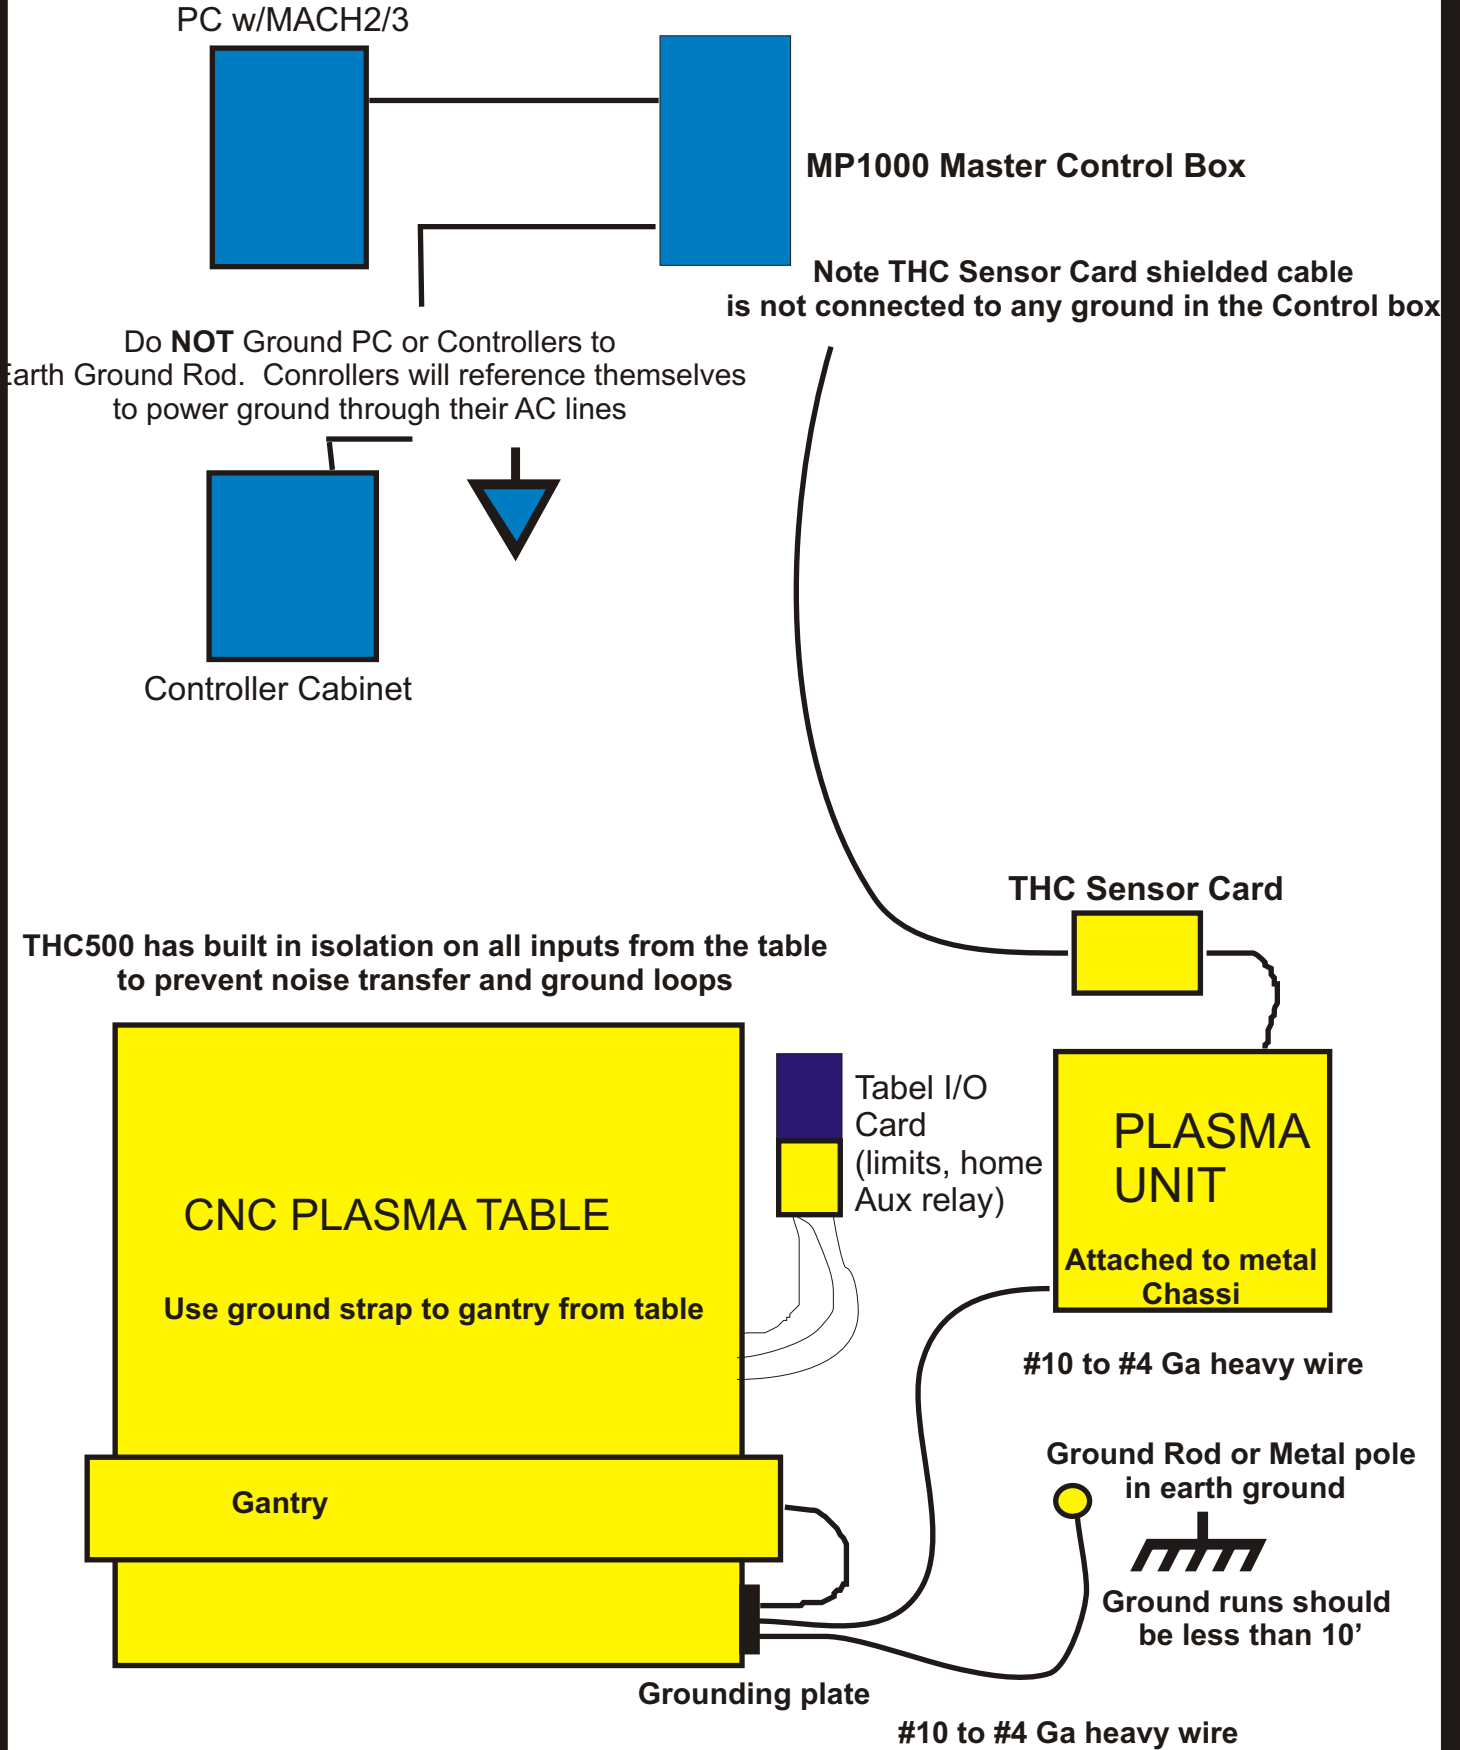 PC w/MACH2/3
MP1000 Master Control Box
Note THC Sensor Card shielded cable
is not connected to any ground in the Control box
Do NOT Ground PC or Controllers to
Earth Ground Rod. Conrollers will reference themselves
to power ground through their AC lines
Controller Cabinet
THC Sensor Card
THC500 has built in isolation on all inputs from the table
to prevent noise transfer and ground loops
Tabel I/O
Card
(limits, home
Aux relay)
PLASMA
UNIT
Attached to metal
Chassi
CNC PLASMA TABLE
Use ground strap to gantry from table
#10 to #4 Ga heavy wire
Ground Rod or Metal pole
in earth ground
Gantry
Ground runs should
be less than 10’
Grounding plate
#10 to #4 Ga heavy wire